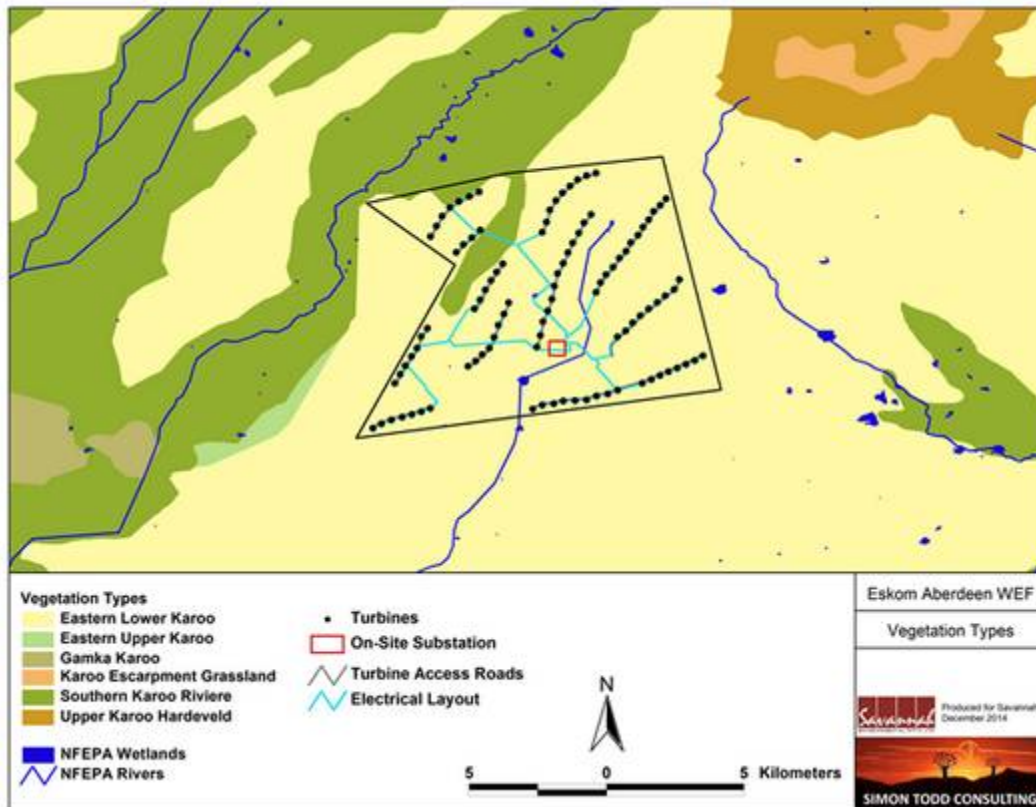 Vegetation Types
Eastern Lower Karoo
Eastern Upper Karoo
Gamka Karoo
Karoo Escarpment Grassland
Southern Karoo Riviere
Upper Karoo Hardeveld
NFEPA Wetlands
NFEPA Rivers
Turbines
On-Site Substation
Turbine Access Roads
Electrical Layout
N
5 0 5 Kilometers
Eskom Aberdeen WEF
Vegetation Types
Savannah
Produced for Savannah
December 2014
SIMON TODD CONSULTING